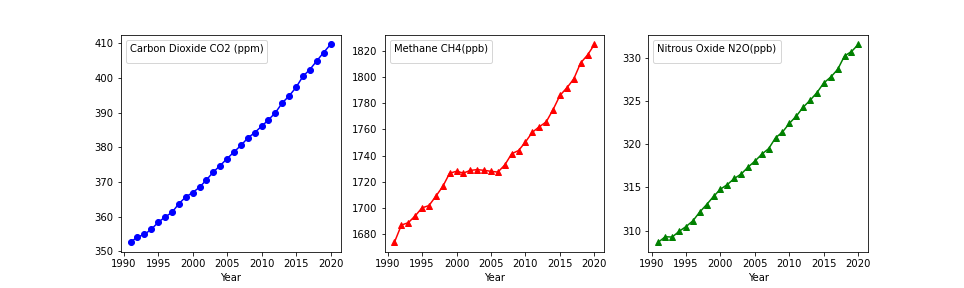 Carbon Dioxide CO2 (ppm)
410
400
390
380
370
360
350
1990 1995 2000 2005 2010 2015 2020
Year
Methane CH4(ppb)
1820
1800
1780
1760
1740
1720
1700
1680
1990 1995 2000 2005 2010 2015 2020
Year
Nitrous Oxide N2O(ppb)
330
325
320
315
310
1990 1995 2000 2005 2010 2015 2020
Year